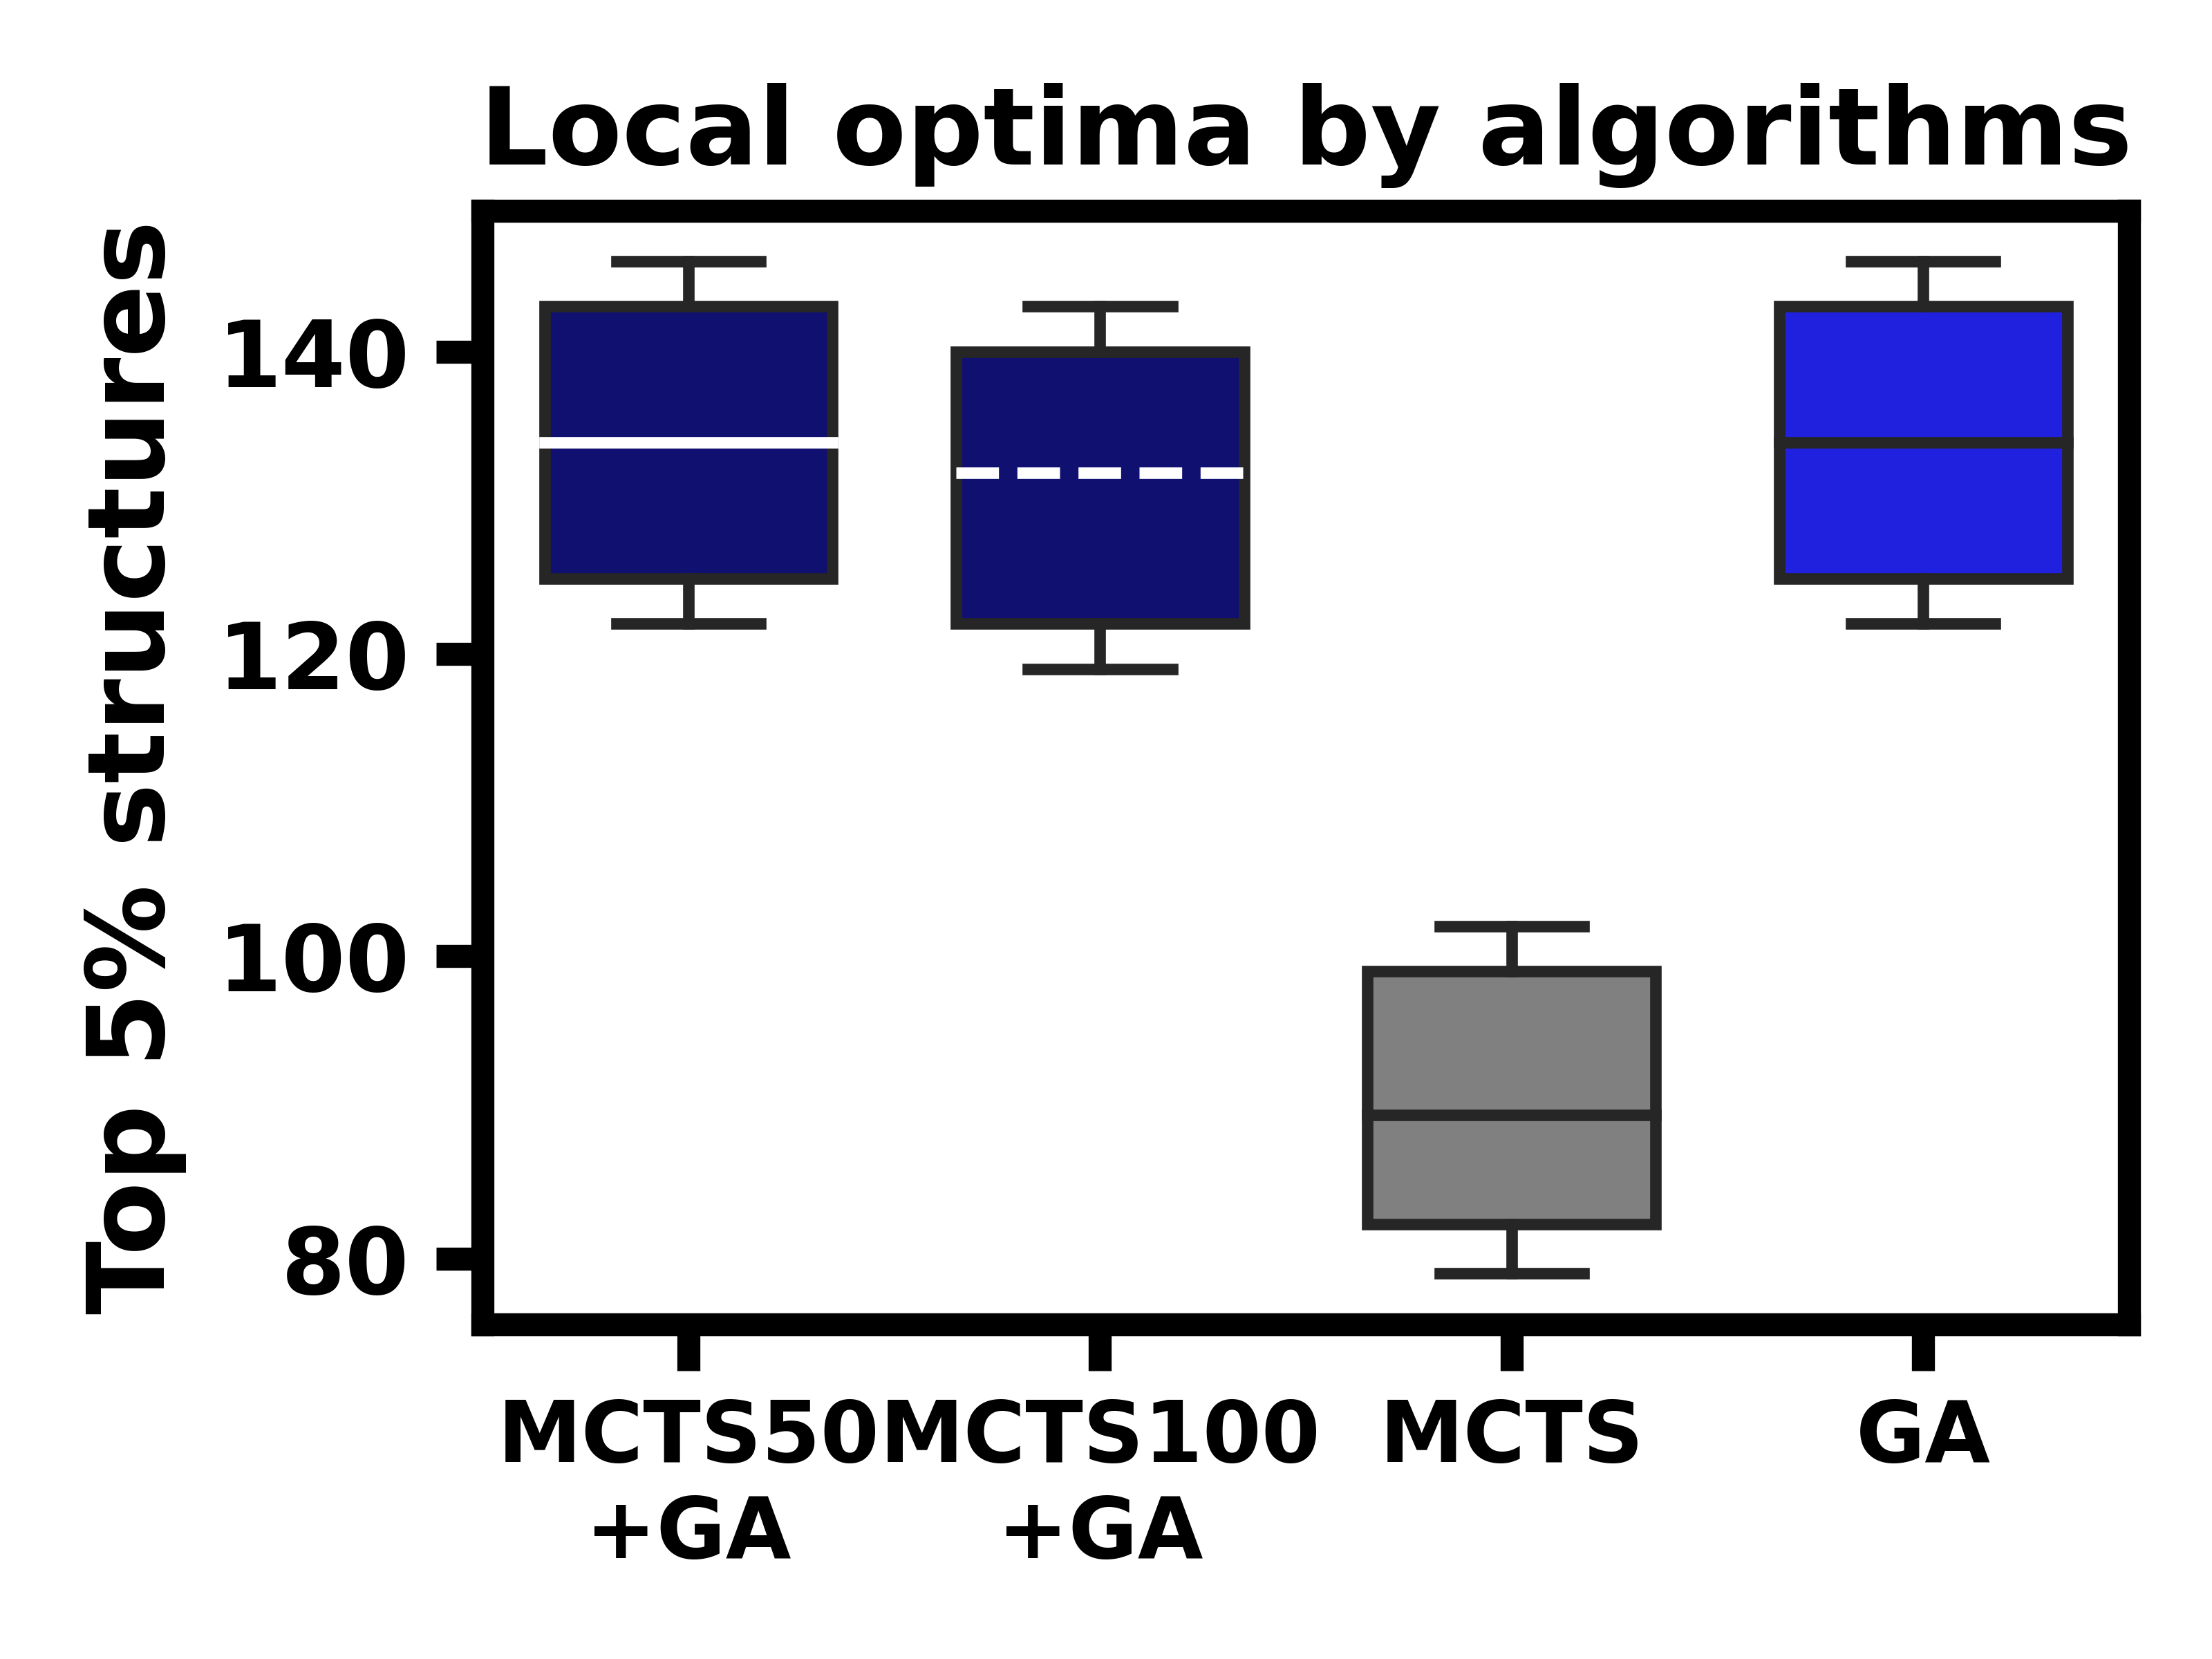 Local optima by algorithms
Top 5% structures
140
120
100
80
MCTS50 MCTS100 MCTS GA
+GA +GA